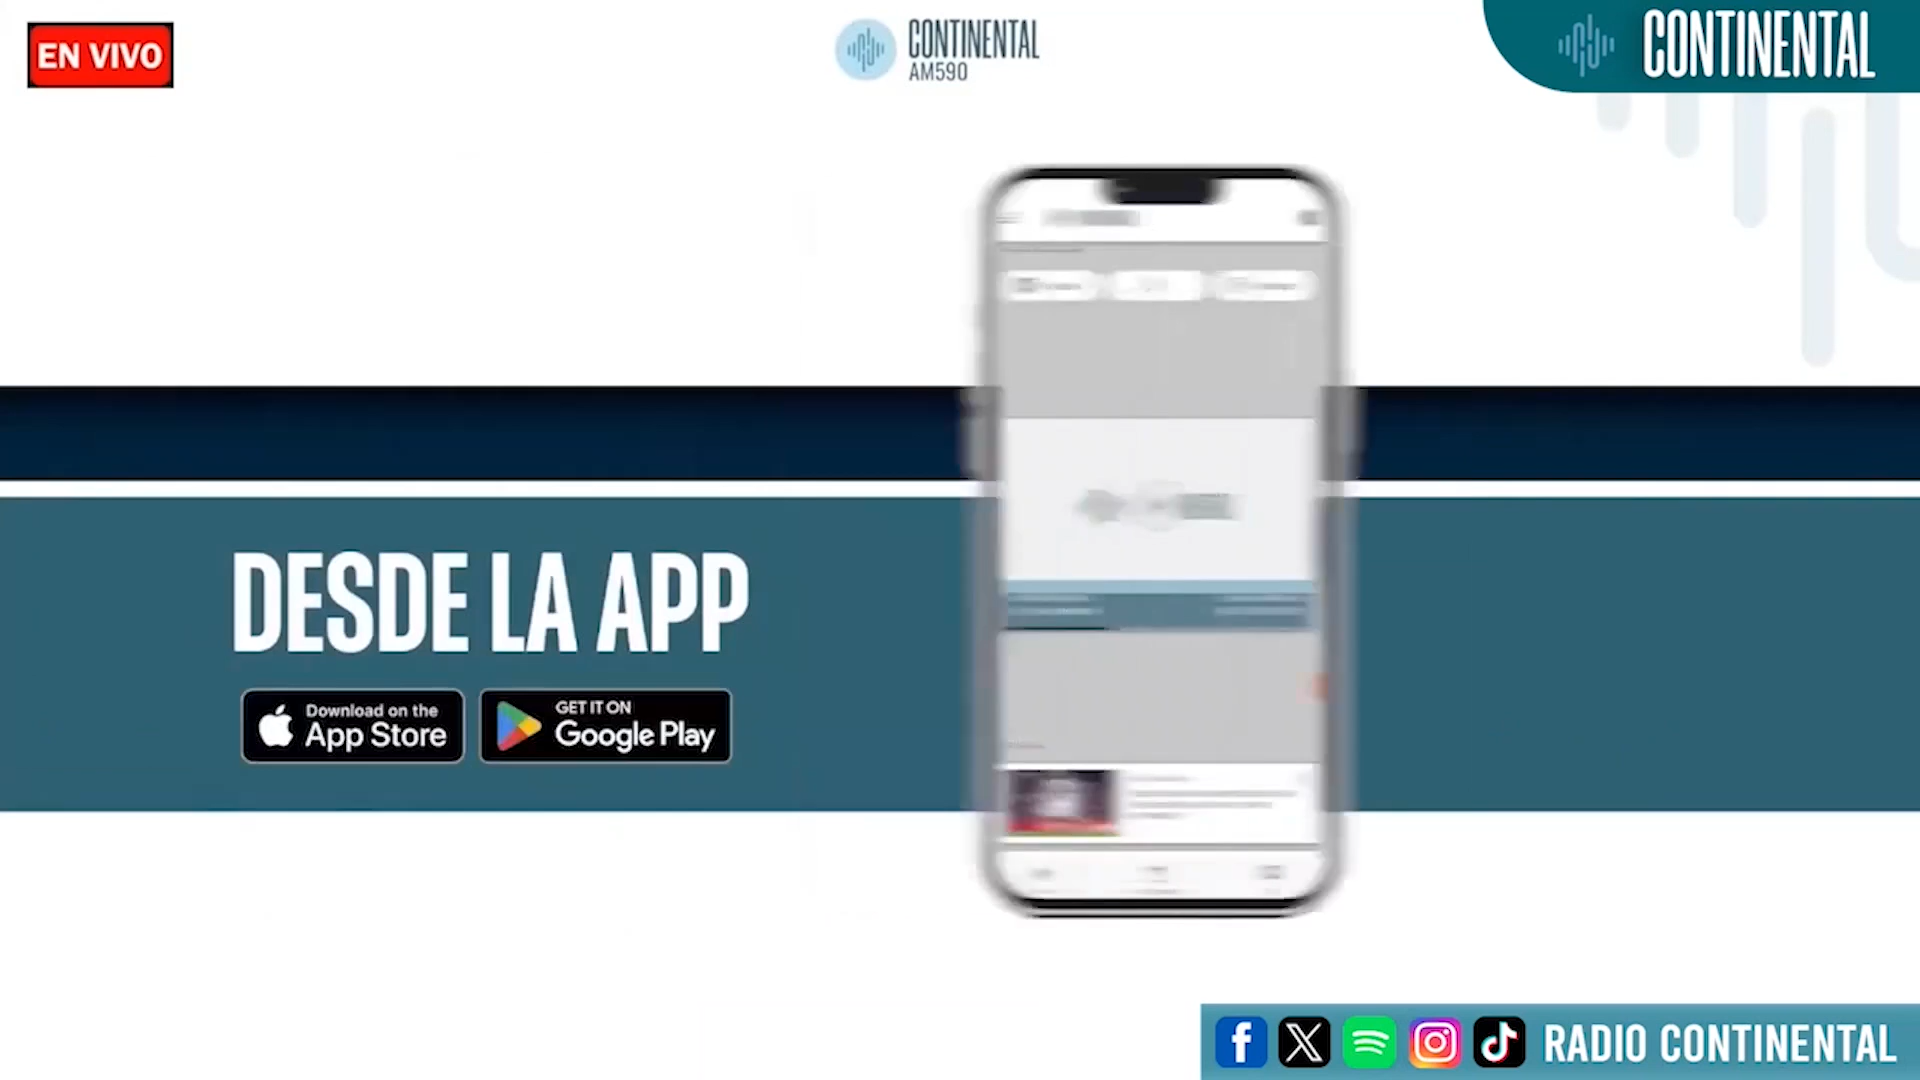 EN VIVO
CONTINENTAL
AM590
CONTINENTAL
DESDE LA APP
Download on the
App Store
GET IT ON
Google Play
RADIO CONTINENTAL